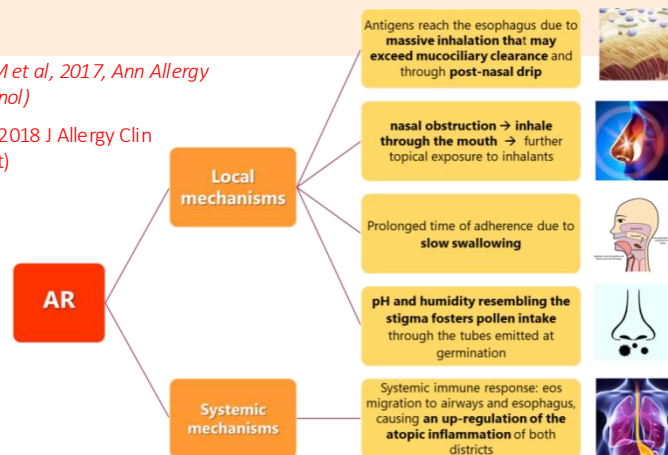 Antigens reach the esophagus due to
massive inhalation that may
exceed mucociliary clearance and
through post-nasal drip
M et al, 2017, Ann Allergy
nol)
2018 J Allergy Clin
t)
nasal obstruction → inhale
through the mouth → further
topical exposure to inhalants
Local
mechanisms
Prolonged time of adherence due to
slow swallowing
AR
pH and humidity resembling the
stigma fosters pollen intake
through the tubes emitted at
germination
Systemic
mechanisms
Systemic immune response: eos
migration to airways and esophagus,
causing an up-regulation of the
atopic inflammation of both
districts